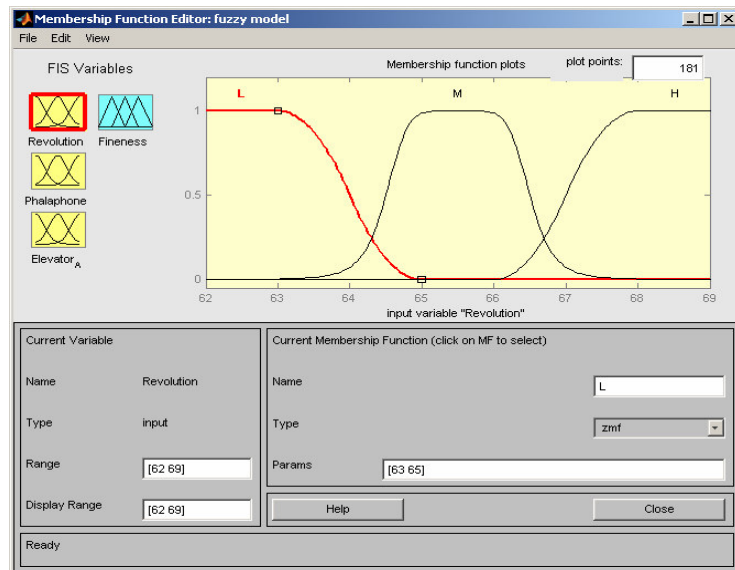 Membership Function Editor: fuzzy model
File Edit View
FIS Variables
Membership function plots
plot points: 181
Revolution
Fineness
Phalaphone
Elevator_A
L
M
H
1
0.5
0
62 63 64 65 66 67 68 69
input variable "Revolution"
Current Variable
Name Revolution
Type input
Range [62 69]
Display Range [62 69]
Current Membership Function (click on MF to select)
Name L
Type zmf
Params [63 65]
Help
Close
Ready